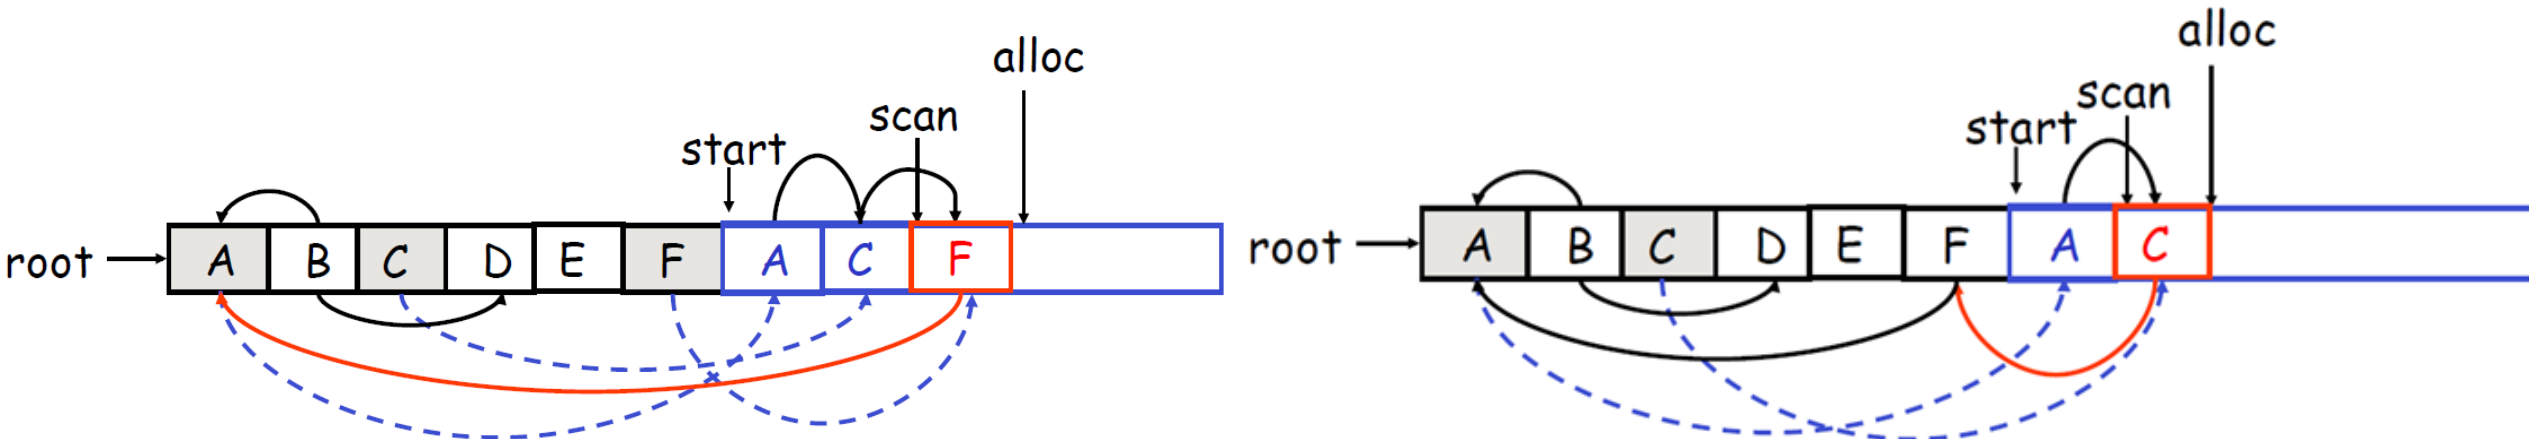 alloc
scan
start
root A B C D E F A C F
alloc
scan
start
root A B C D E F A C